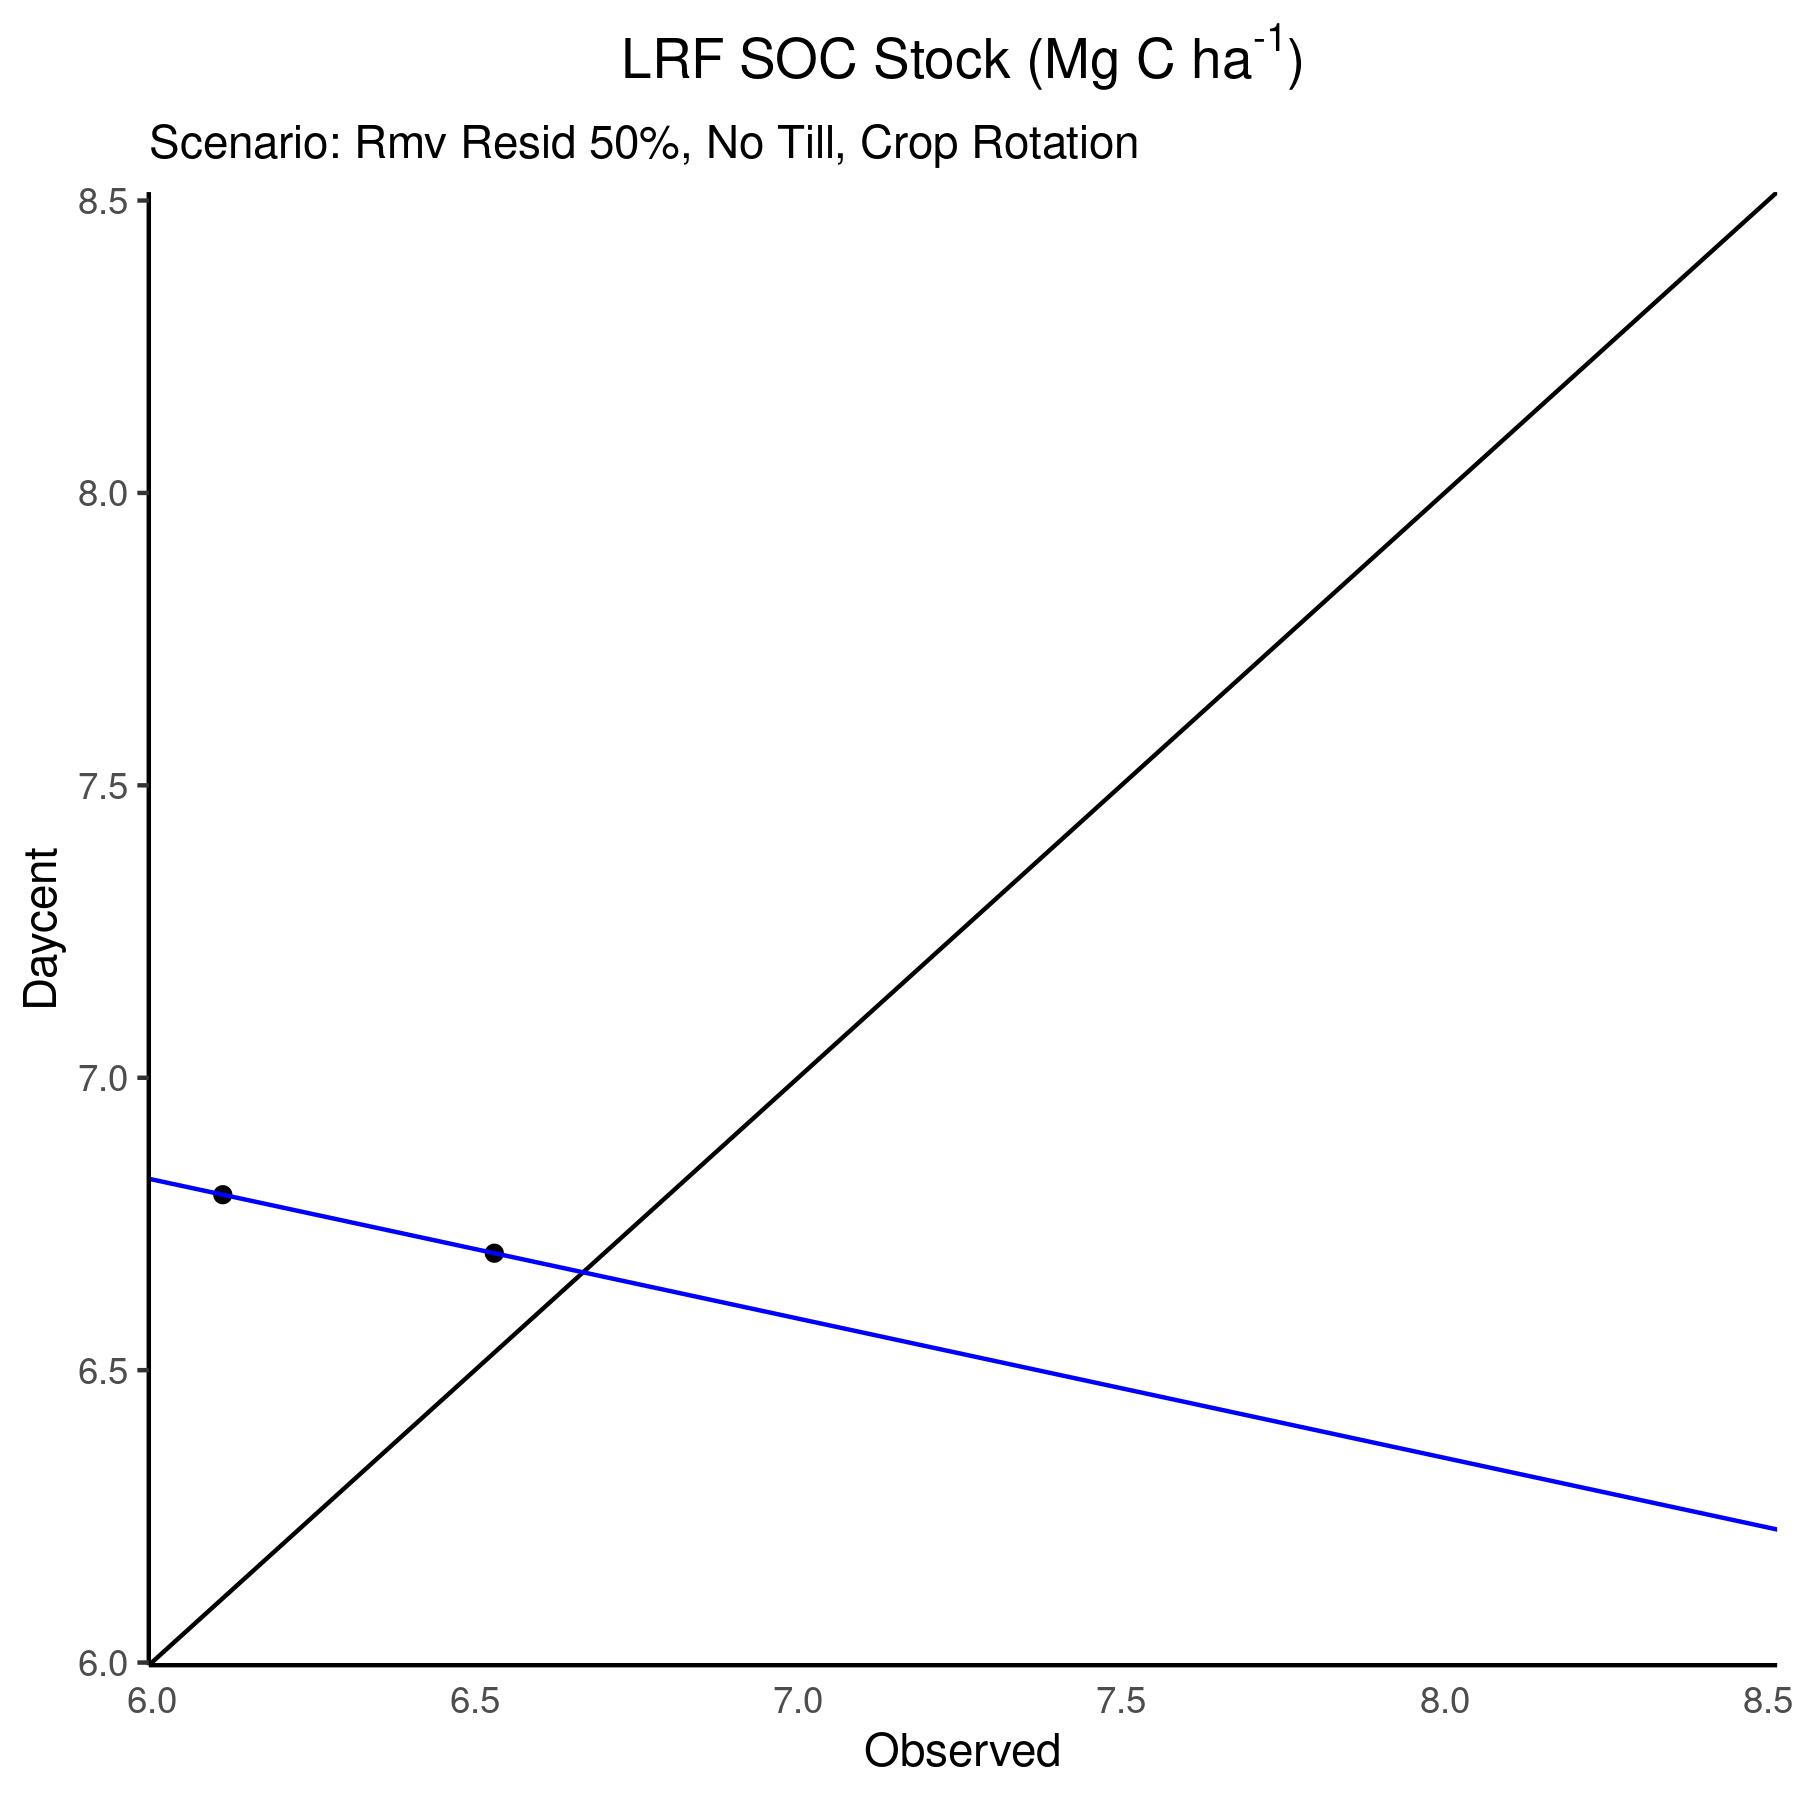 LRF SOC Stock (Mg C ha-1)
Scenario: Rmv Resid 50%, No Till, Crop Rotation
8.5
8.0
7.5
7.0
6.5
6.0
Daycent
6.0 6.5 7.0 7.5 8.0 8.5
Observed